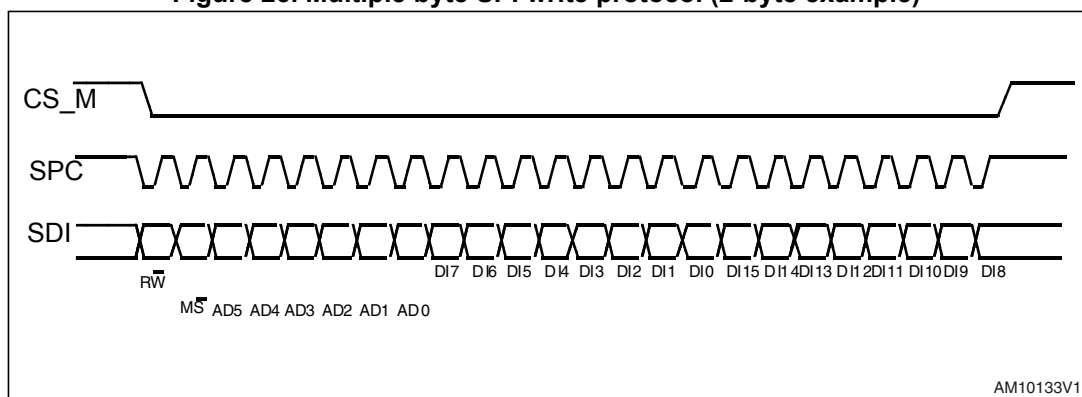 Figure Multiple byte SPI write protocol (2-byte example)
CS_M
SPC
SDI
RW̅
DI7 DI6 DI5 DI4 DI3 DI2 DI1 DI0 DI15 DI14 DI13 DI12 DI11 DI10 DI9 DI8
MS̅ AD5 AD4 AD3 AD2 AD1 AD0
AM10133V1